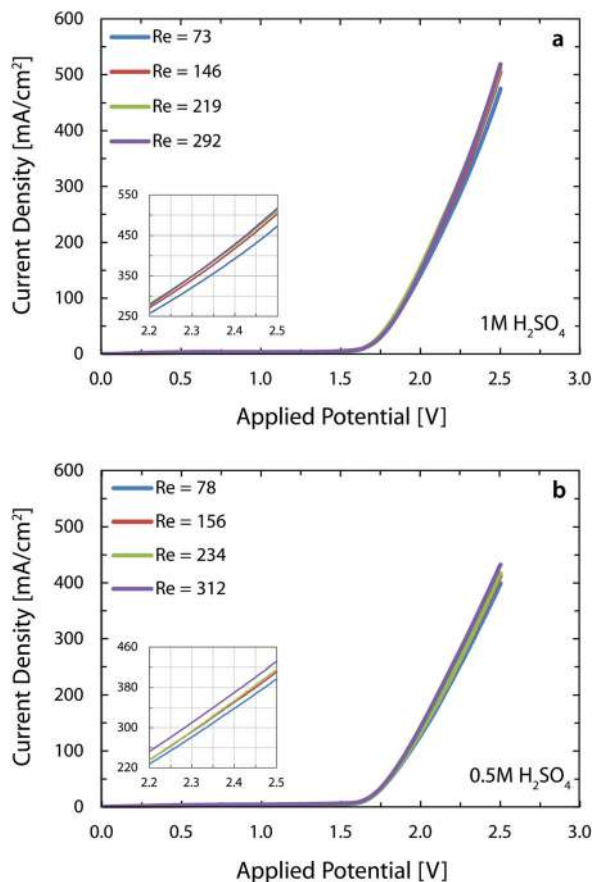 600
500
400
300
200
100
0
Current Density [mA/cm²]
Re = 73
Re = 146
Re = 219
Re = 292
a
550
450
350
250
2.2 2.3 2.4 2.5
1M H₂SO₄
0.0 0.5 1.0 1.5 2.0 2.5 3.0
Applied Potential [V]
600
500
400
300
200
100
0
Current Density [mA/cm²]
Re = 78
Re = 156
Re = 234
Re = 312
b
460
380
300
220
2.2 2.3 2.4 2.5
0.5M H₂SO₄
0.0 0.5 1.0 1.5 2.0 2.5 3.0
Applied Potential [V]